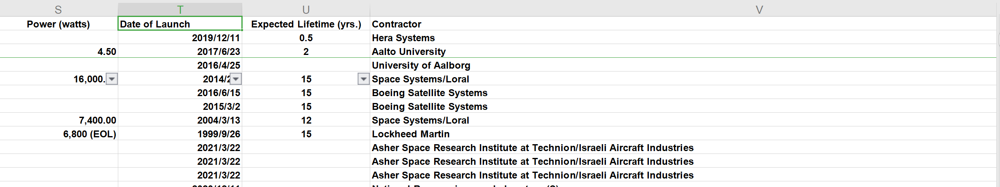 S T U V
Power (watts) Date of Launch Expected Lifetime (yrs.) Contractor
2019/12/11 0.5 Hera Systems
4.50 2017/6/23 2 Aalto University
2016/4/25 University of Aalborg
16,000. 2014/2 15 Space Systems/Loral
2016/6/15 15 Boeing Satellite Systems
2015/3/2 15 Boeing Satellite Systems
7,400.00 2004/3/13 12 Space Systems/Loral
6,800 (EOL) 1999/9/26 15 Lockheed Martin
2021/3/22 Asher Space Research Institute at Technion/Israeli Aircraft Industries
2021/3/22 Asher Space Research Institute at Technion/Israeli Aircraft Industries
2021/3/22 Asher Space Research Institute at Technion/Israeli Aircraft Industries